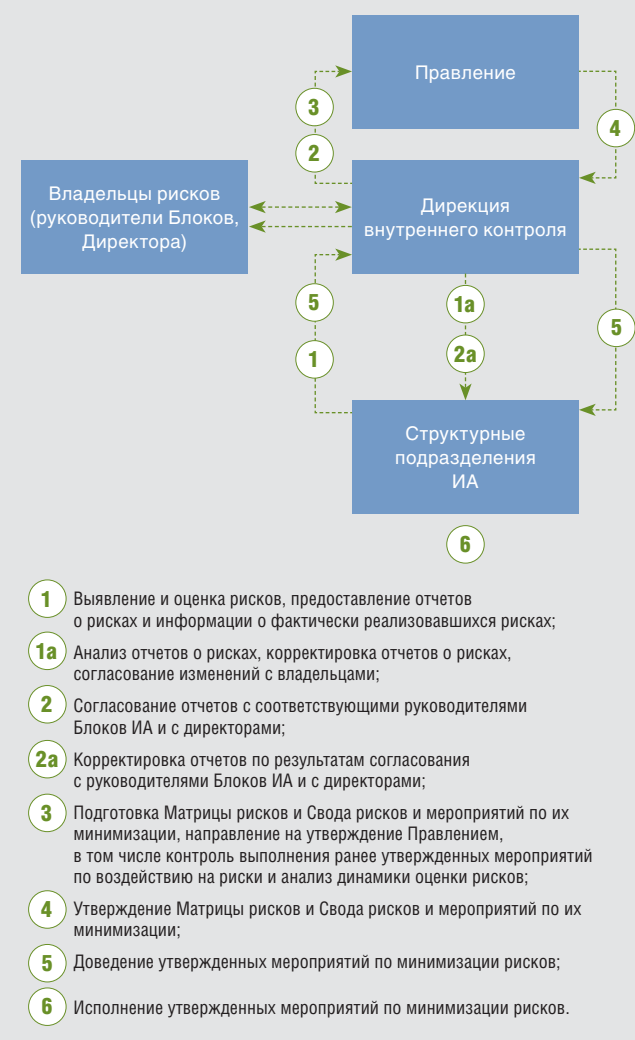 Правление
3
4
2
Владельцы рисков
(руководители Блоков,
Директора)
Дирекция
внутреннего контроля
5
1а
5
1
2а
Структурные
подразделения
ИА
6
1 Выявление и оценка рисков, предоставление отчетов
о рисках и информации о фактически реализовавшихся рисках;
1а Анализ отчетов о рисках, корректировка отчетов о рисках,
согласование изменений с владельцами;
2 Согласование отчетов с соответствующими руководителями
Блоков ИА и с директорами;
2а Корректировка отчетов по результатам согласования
с руководителями Блоков ИА и с директорами;
3 Подготовка Матрицы рисков и Свода рисков и мероприятий по их
минимизации, направление на утверждение Правлением,
в том числе контроль выполнения ранее утвержденных мероприятий
по воздействию на риски и анализ динамики оценки рисков;
4 Утверждение Матрицы рисков и Свода рисков и мероприятий по их
минимизации;
5 Доведение утвержденных мероприятий по минимизации рисков;
6 Исполнение утвержденных мероприятий по минимизации рисков.